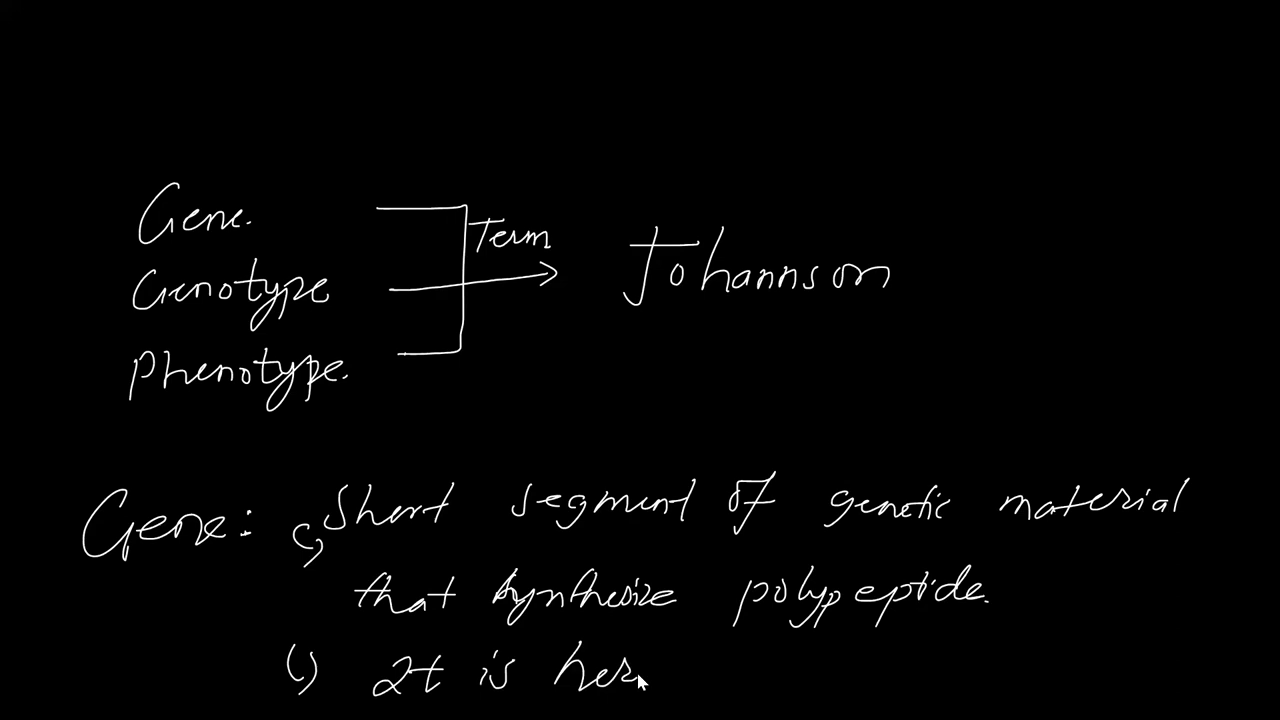 Gene.
Genotype
Term
Johannson
Phenotype.
Gene: (,) Short segment of genetic material
that synthesize polypeptide.
(,) It is her